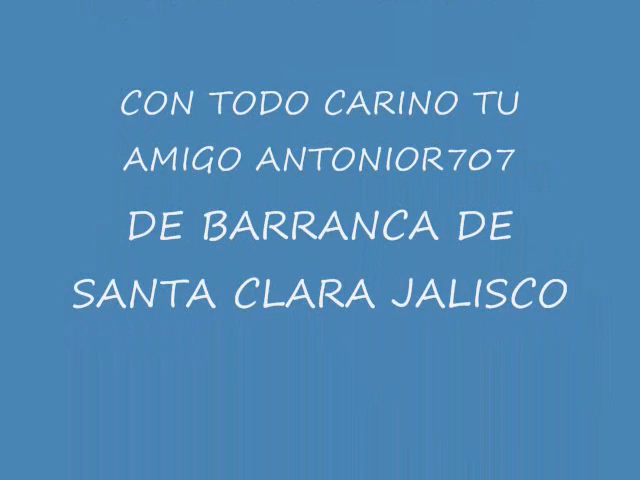 CON TODO CARINO TU
AMIGO ANTONIOR707
DE BARRANCA DE
SANTA CLARA JALISCO